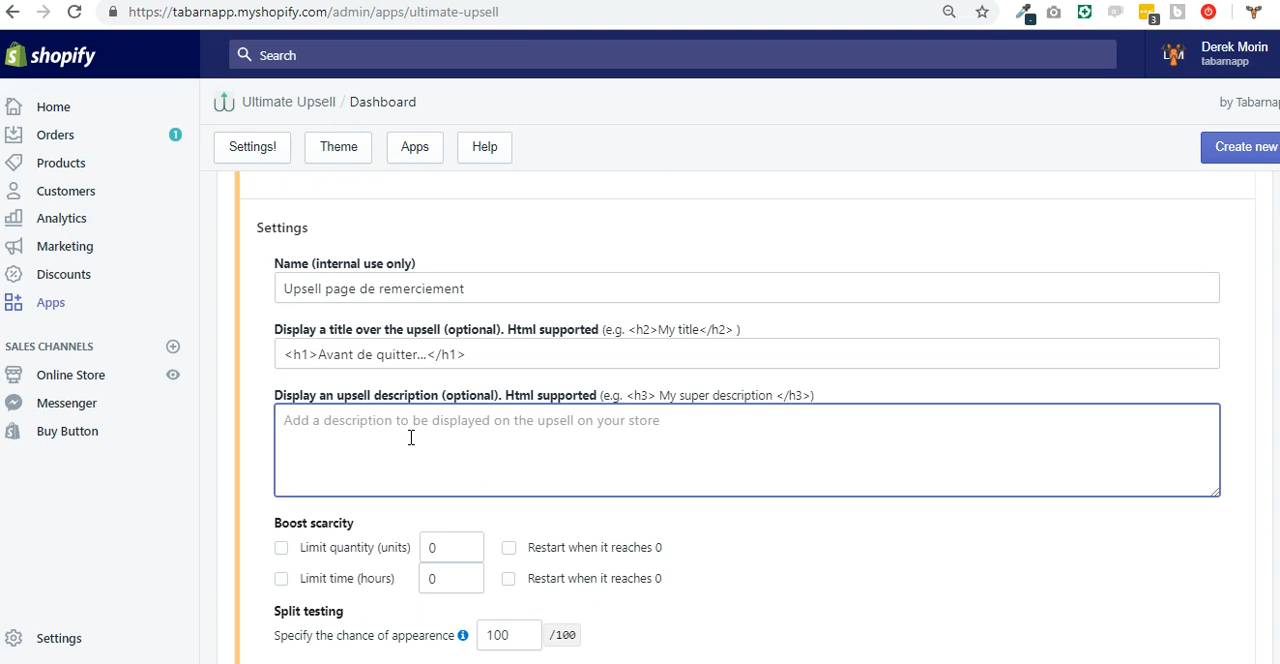 https://tabarnapp.myshopify.com/admin/apps/ultimate-upsell
3
shopify
Search
Derek Morin
tabarnapp
Home
Orders 1
Products
Customers
Analytics
Marketing
Discounts
Apps
SALES CHANNELS
Online Store
Messenger
Buy Button
Settings
Ultimate Upsell / Dashboard
by Tabarna
Settings!
Theme
Apps
Help
Create new
Settings
Name (internal use only)
Upsell page de remerciement
Display a title over the upsell (optional). Html supported (e.g. <h2>My title</h2> )
<h1>Avant de quitter...</h1>
Display an upsell description (optional). Html supported (e.g. <h3> My super description </h3>)
Add a description to be displayed on the upsell on your store
Boost scarcity
Limit quantity (units) 0 Restart when it reaches 0
Limit time (hours) 0 Restart when it reaches 0
Split testing
Specify the chance of appearence 100 /100